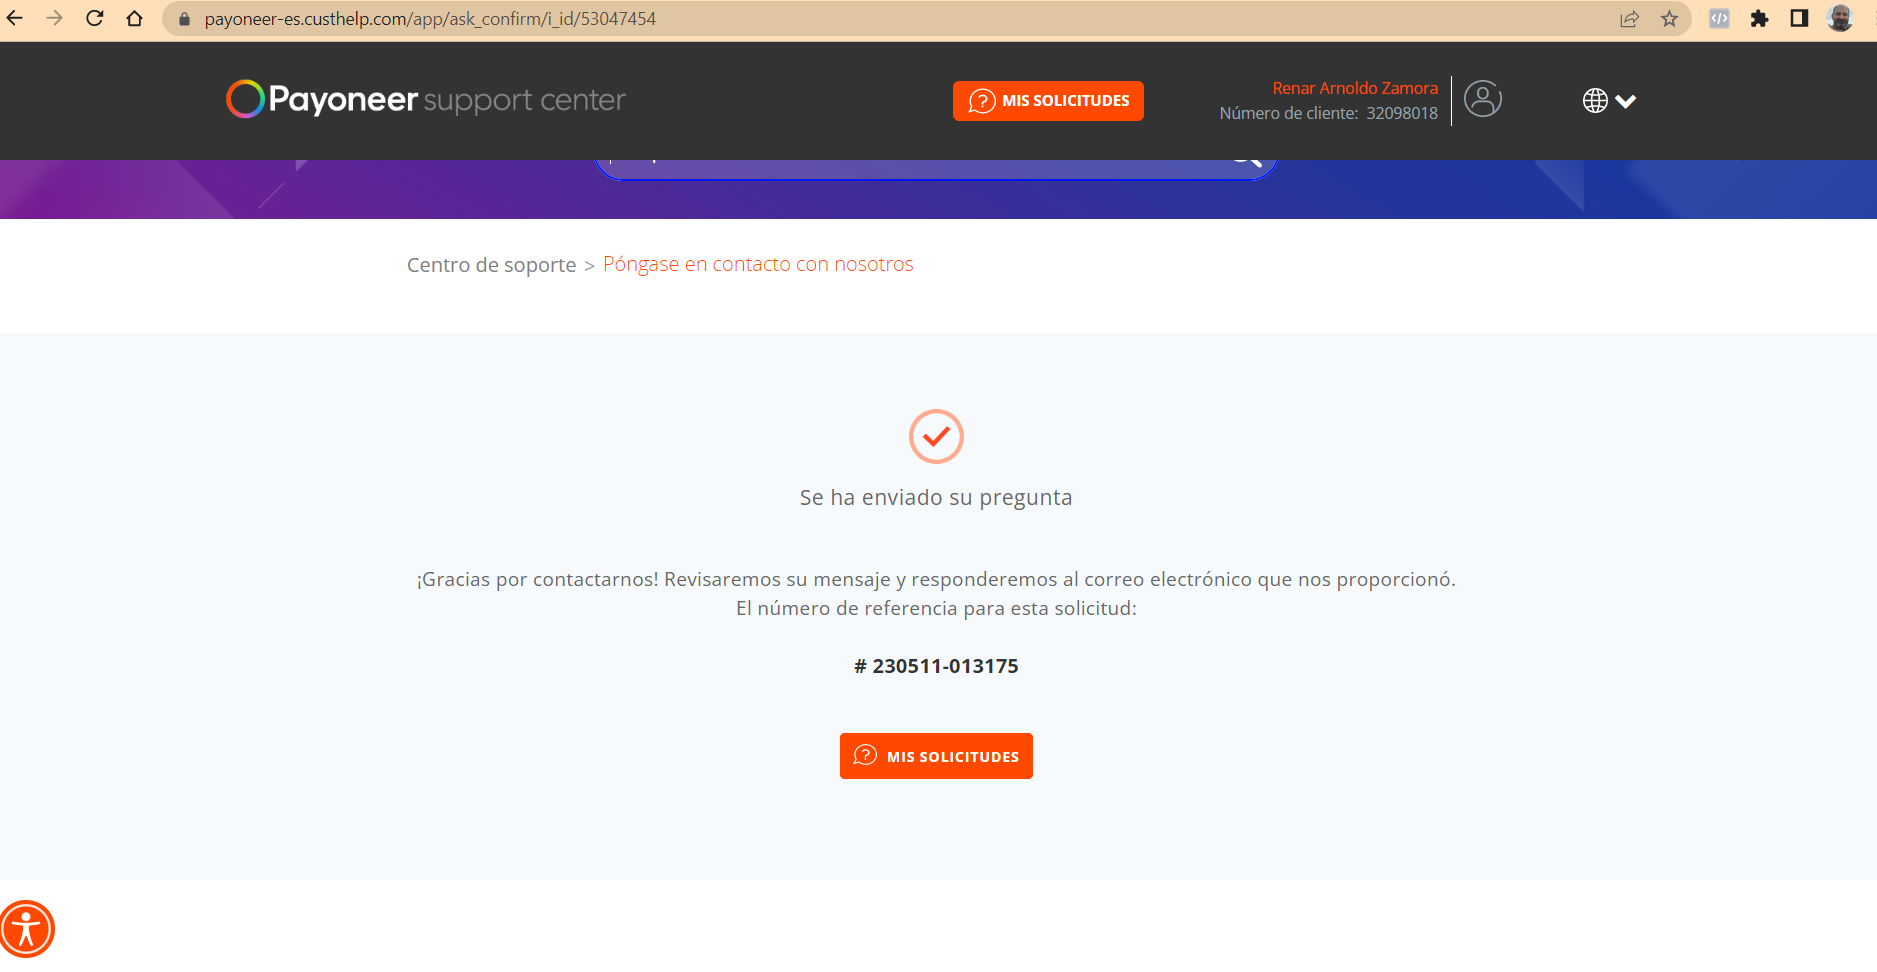 payoneer-es.custhelp.com/app/ask_confirm/i_id/53047454
Payoneer support center
MIS SOLICITUDES
Renar Arnoldo Zamora
Número de cliente: 32098018
Centro de soporte > Póngase en contacto con nosotros
Se ha enviado su pregunta
¡Gracias por contactarnos! Revisaremos su mensaje y responderemos al correo electrónico que nos proporcionó.
El número de referencia para esta solicitud:
# 230511-013175
MIS SOLICITUDES